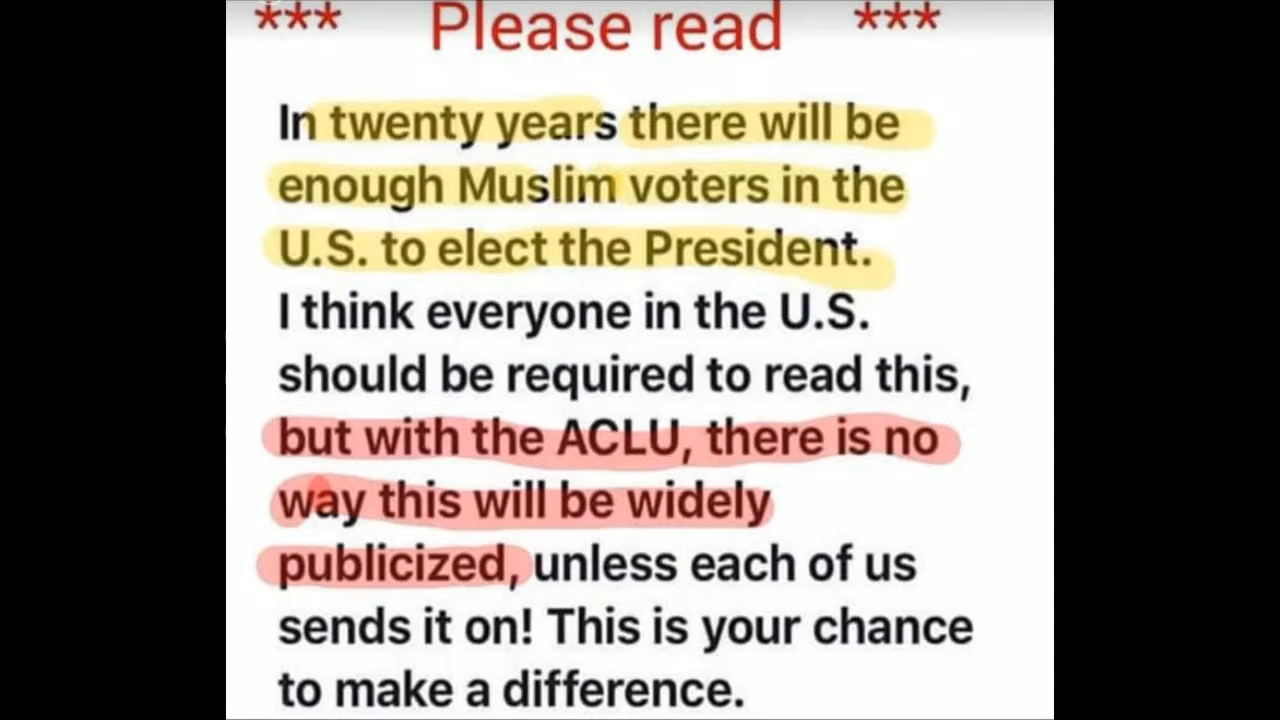 *** Please read ***
In twenty years there will be
enough Muslim voters in the
U.S. to elect the President.
I think everyone in the U.S.
should be required to read this,
but with the ACLU, there is no
way this will be widely
publicized, unless each of us
sends it on! This is your chance
to make a difference.